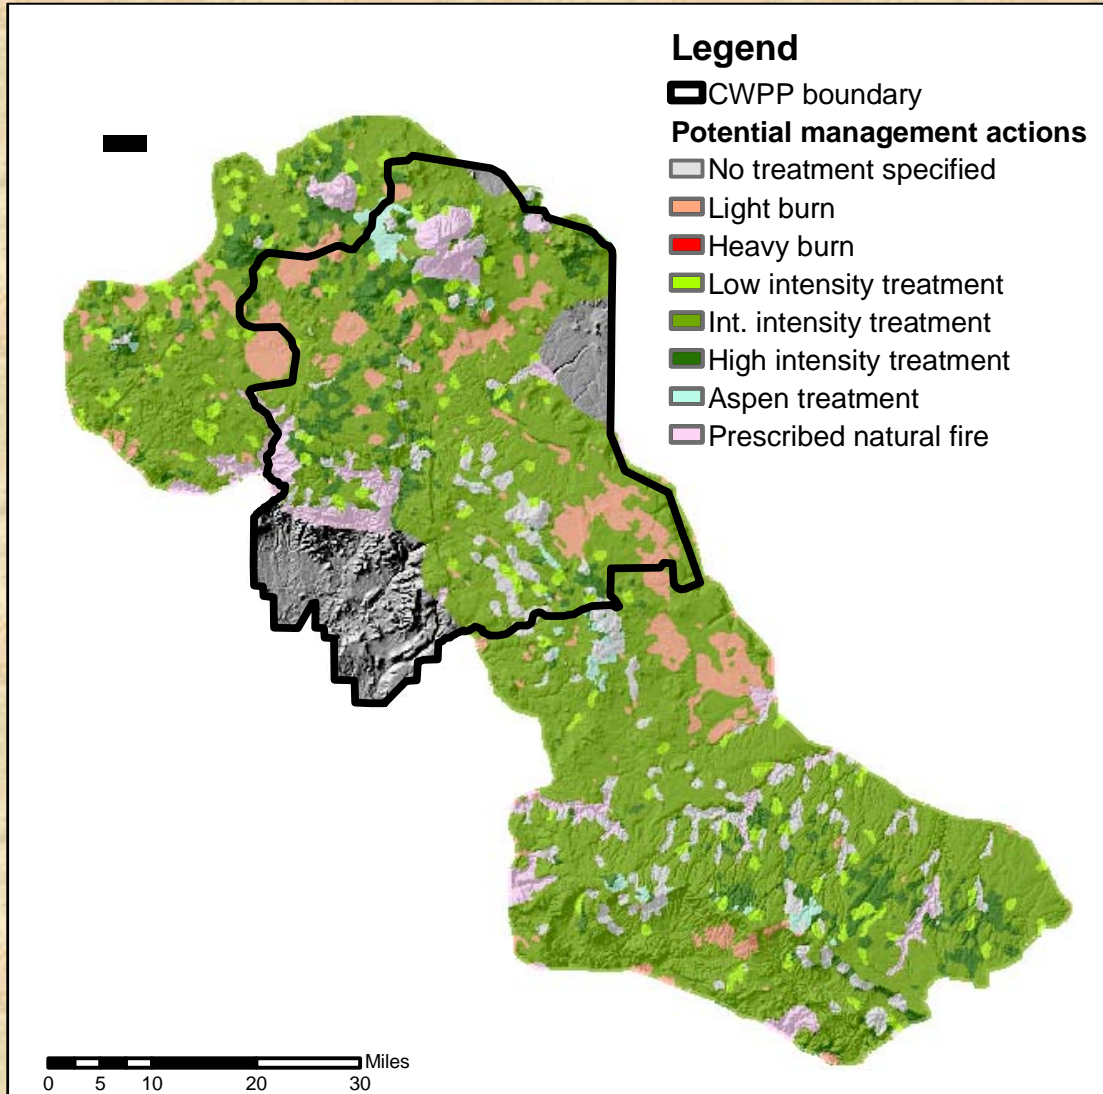 Legend
CWPP boundary
Potential management actions
No treatment specified
Light burn
Heavy burn
Low intensity treatment
Int. intensity treatment
High intensity treatment
Aspen treatment
Prescribed natural fire
Miles
0 5 10 20 30